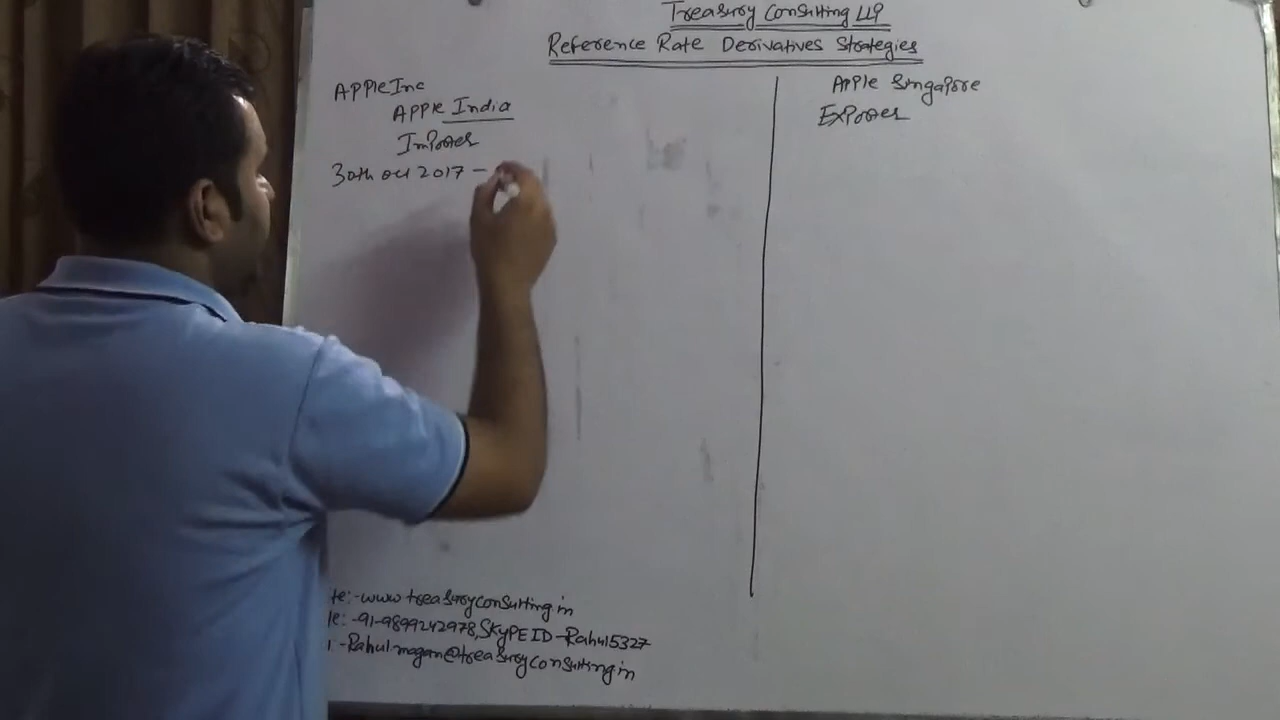 Treasury Consulting LLP
Reference Rate Derivatives Strategies
Apple Inc
Apple India
Importer
30th Oct 2017 -
Apple Singapore
Exporter
te:-www.treasuryconsulting.in
le:-91-9899242978, SKYPE ID-Rahul5327
l-Rahul.magan@treasuryconsulting.in